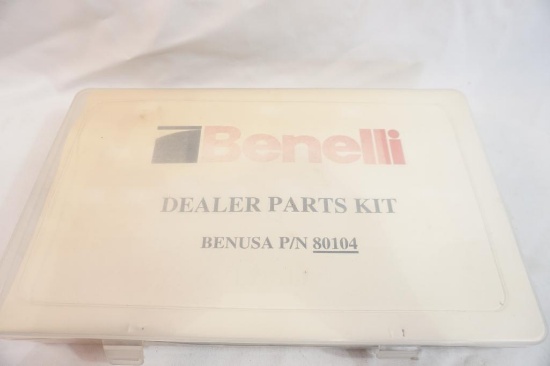 Benelli
DEALER PARTS KIT
BENUSA P/N 80104